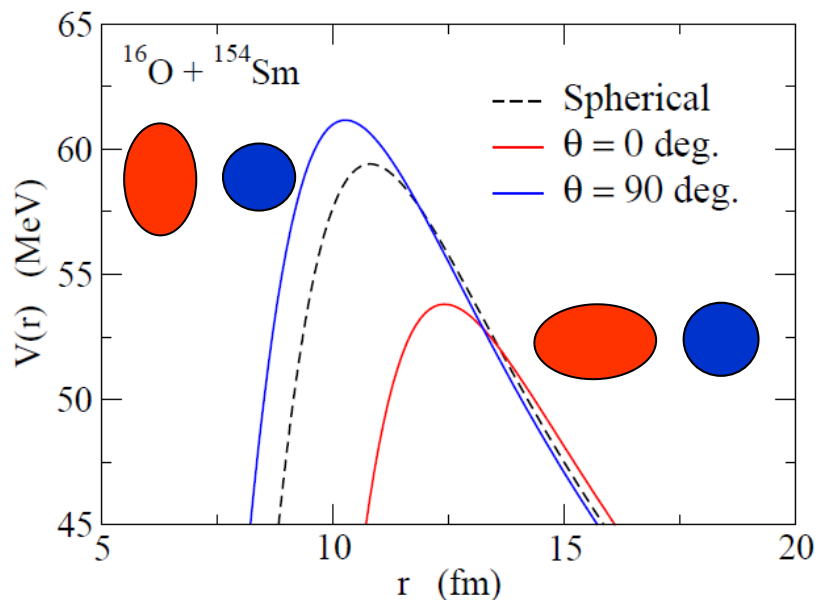 65
60
55
50
45
V(r) (MeV)
¹⁶O + ¹⁵⁴Sm
Spherical
θ = 0 deg.
θ = 90 deg.
5 10 15 20
r (fm)